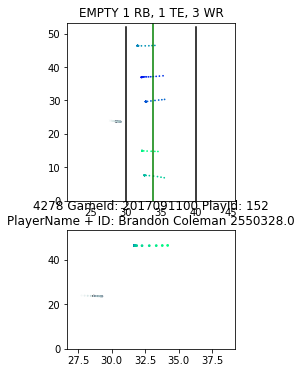 EMPTY 1 RB, 1 TE, 3 WR
50
40
30
20
10
0
25 30 35 40 45
4278 GameId: 2017091100 PlayId: 152
PlayerName + ID: Brandon Coleman 2550328.0
40
20
0
27.5 30.0 32.5 35.0 37.5